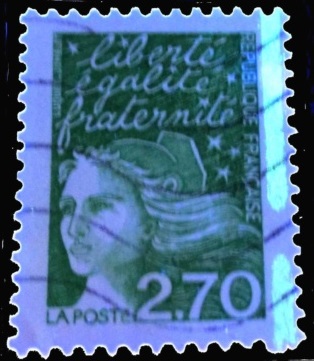 liberté
égalité
fraternité
RÉPUBLIQUE FRANÇAISE
LA POSTE
2,70